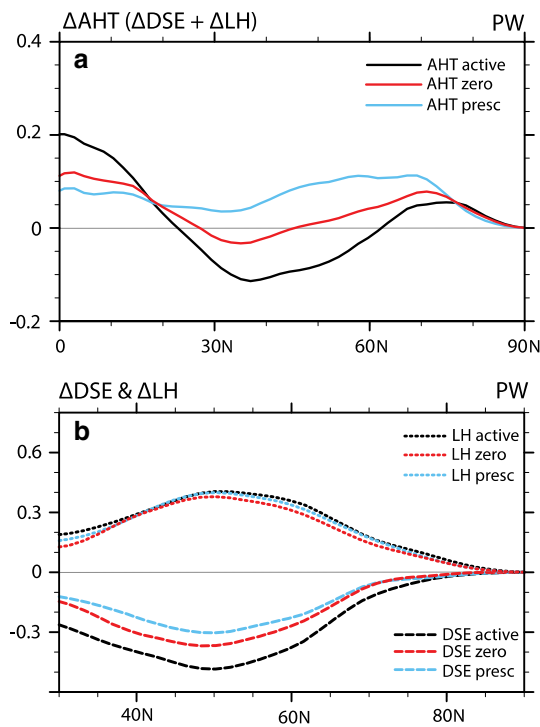 ΔAHT (ΔDSE + ΔLH) PW
0.4
a
AHT active
AHT zero
AHT presc
0.2
0
-0.2
0 30N 60N 90N
ΔDSE & ΔLH PW
b
0.6
LH active
LH zero
LH presc
0.3
0
-0.3
DSE active
DSE zero
DSE presc
40N 60N 80N